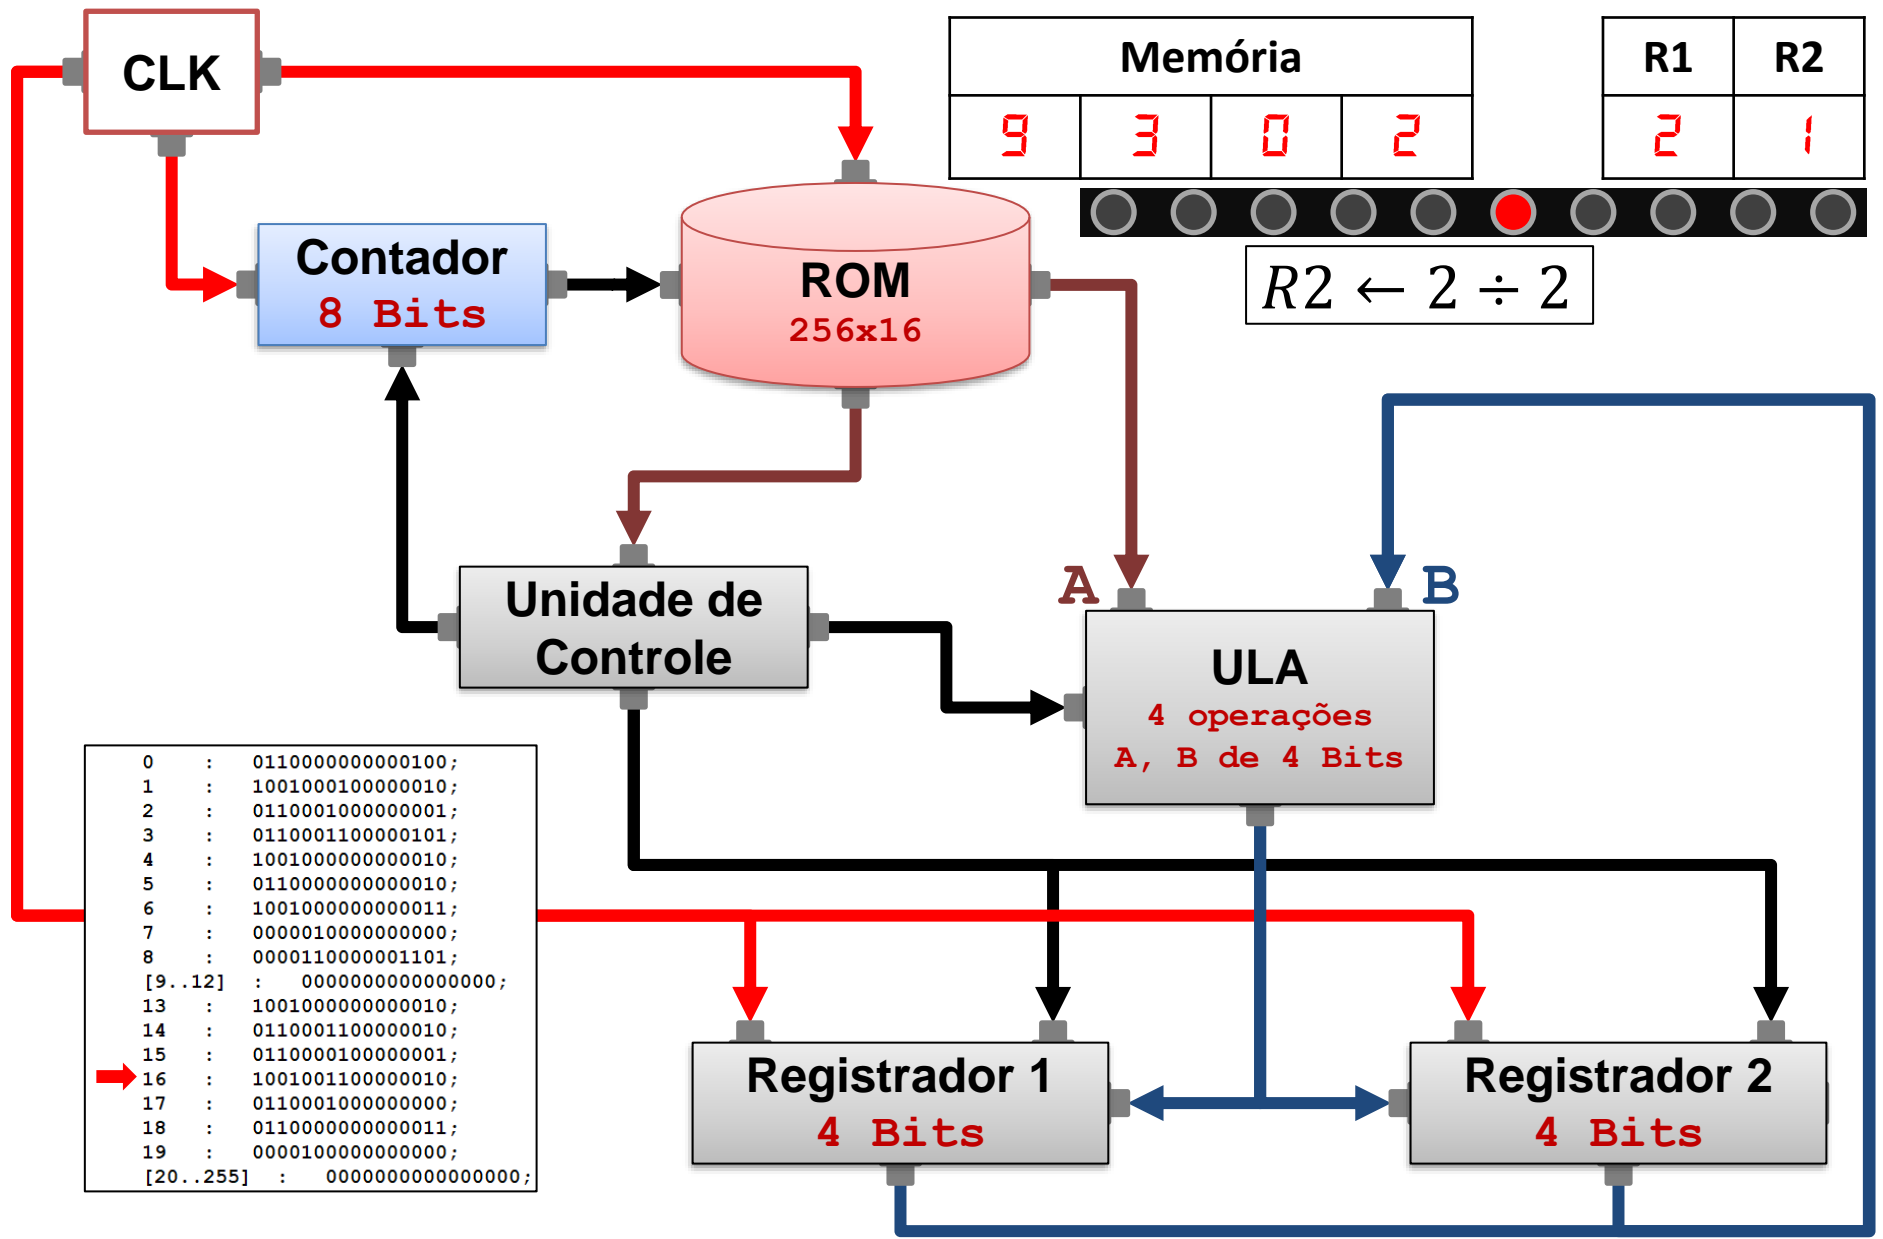 CLK
Memória
R1 R2
9 3 0 2
2 1
R2 ← 2 ÷ 2
Contador
8 Bits
ROM
256x16
A
B
Unidade de
Controle
ULA
4 operações
A, B de 4 Bits
0 : 0110000000000100;
1 : 1001000100000010;
2 : 0110001000000001;
3 : 0110001100000101;
4 : 1001000000000010;
5 : 0110000000000010;
6 : 1001000000000011;
7 : 0000010000000000;
8 : 0000110000001101;
[9..12] : 0000000000000000;
13 : 1001000000000010;
14 : 0110001100000010;
15 : 0110000100000001;
16 : 1001001100000010;
17 : 0110001000000000;
18 : 0110000000000011;
19 : 0000100000000000;
[20..255] : 0000000000000000;
Registrador 1
4 Bits
Registrador 2
4 Bits